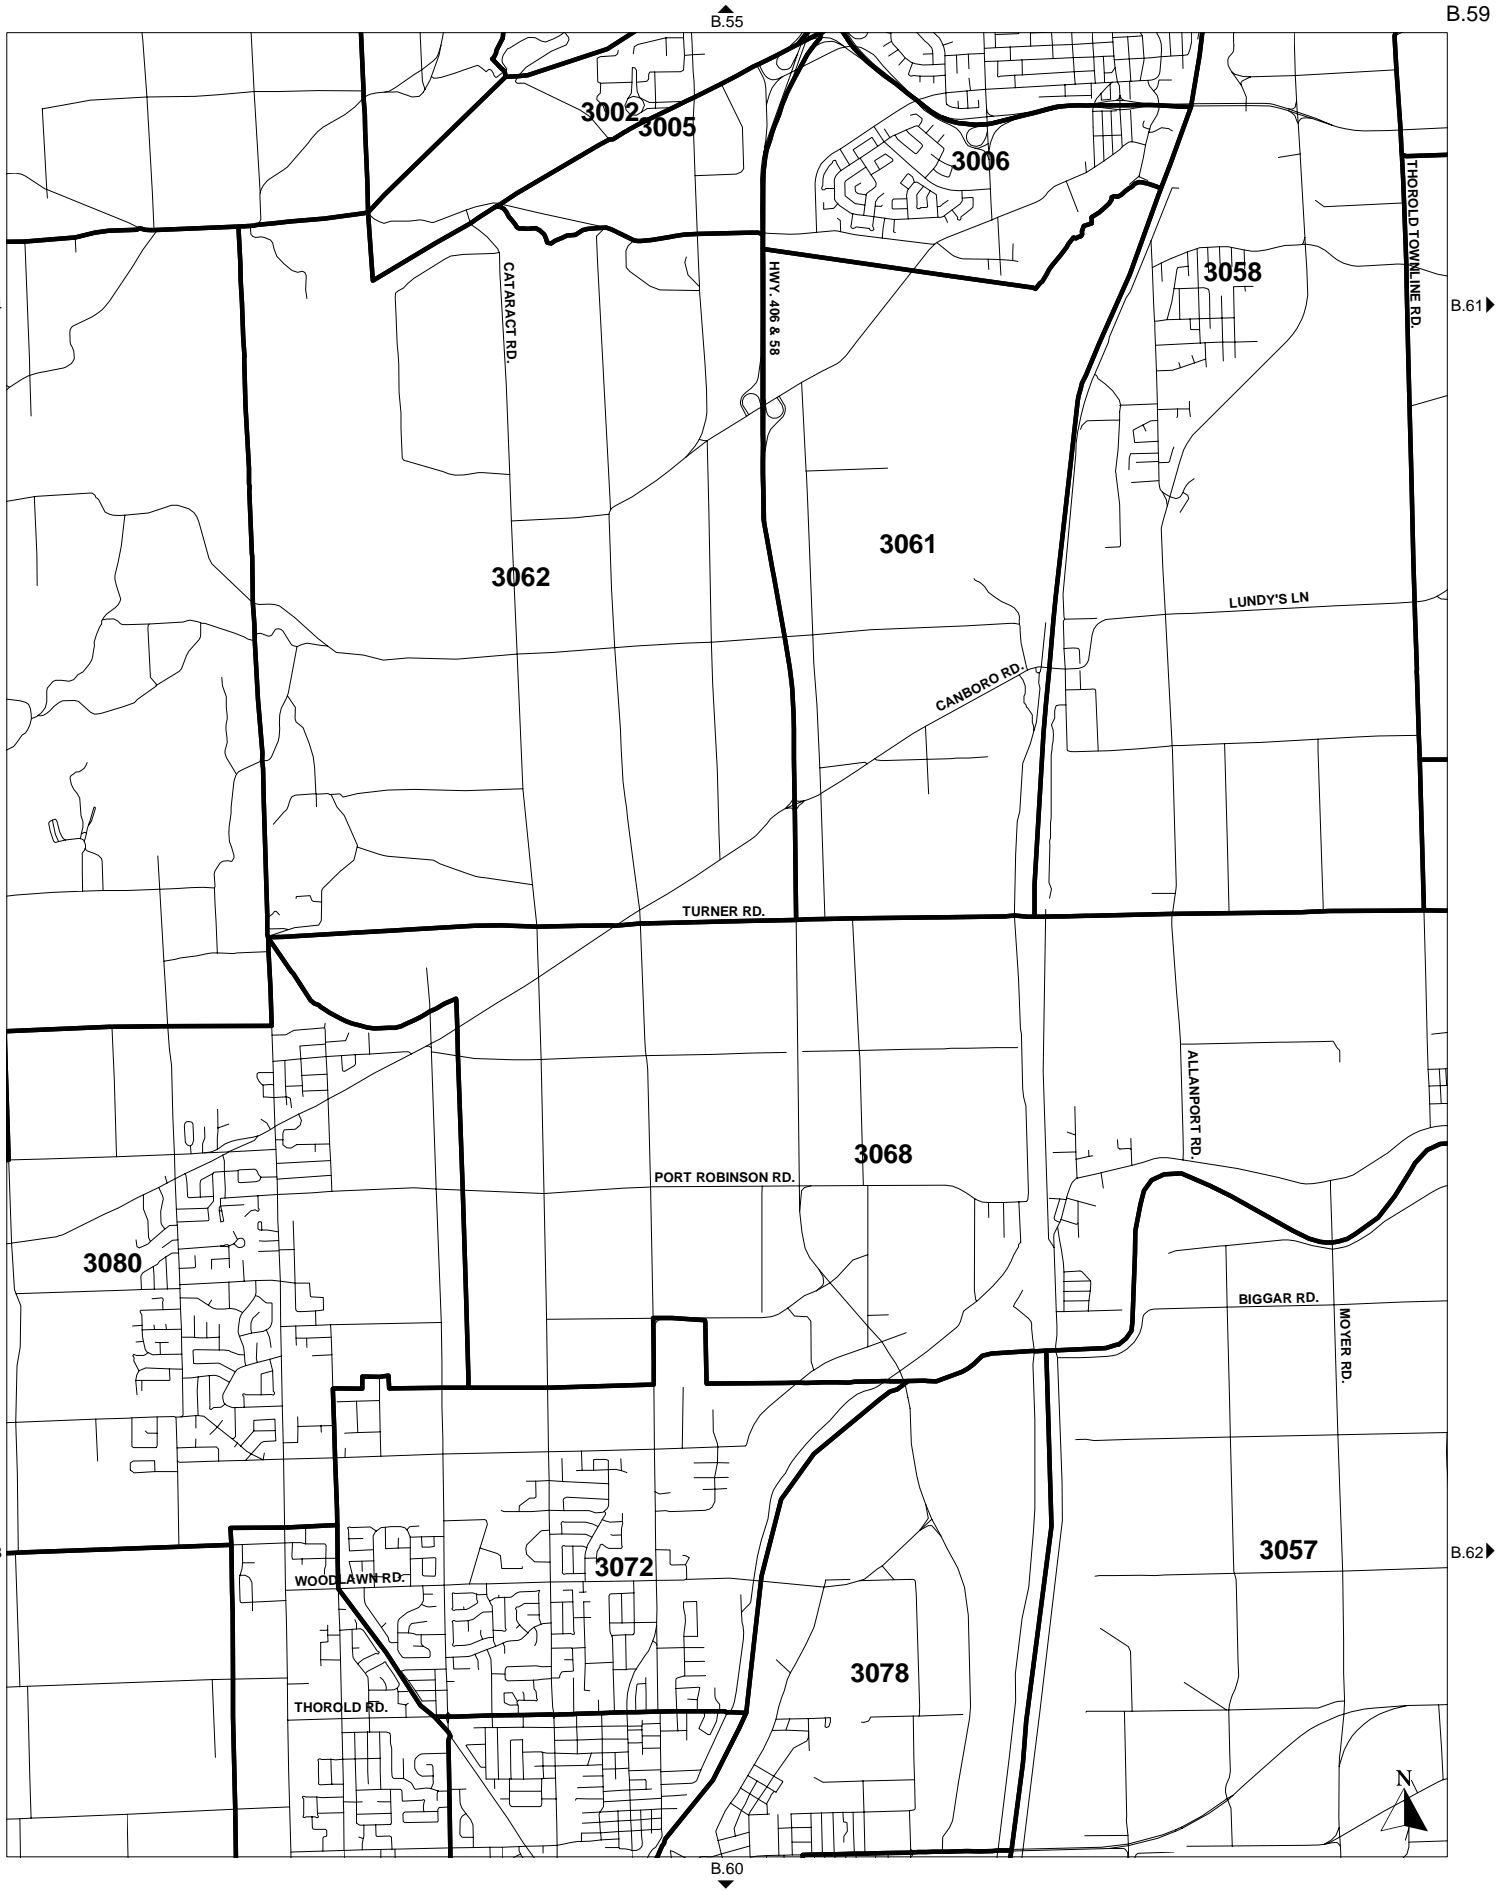 B.55
B.59
3002
3005
3006
THOROLD TOWNLINE RD.
3058
CATARACT RD.
HWY. 406 & 58
B.61
3061
3062
LUNDY'S LN
CANBORO RD.
TURNER RD.
ALLANPORT RD.
3068
PORT ROBINSON RD.
3080
BIGGAR RD.
MOYER RD.
3057
B.62
3072
WOODLAWN RD.
3078
THOROLD RD.
N
B.60